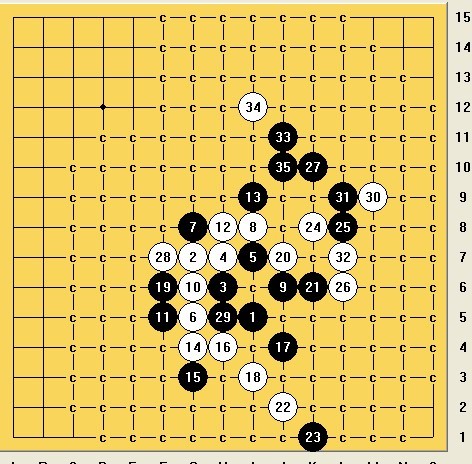 c c c c c c c 15
c c c c c c c c 14
c c c c c c c c c 13
c c c 34 c c c c c c 12
c c c c c c 33 c c c c c 11
c c c c c c c 35 27 c c c c 10
c c c c c c 13 c c 31 30 c c 9
c c c c 7 12 8 c 24 25 c c c 8
c c c 28 2 4 5 20 c 32 c c c 7
c c c 19 10 3 c 9 21 26 c c c 6
c c c 11 6 29 1 c c c c c c 5
c c c c 14 16 c 17 c c c c c 4
c c c c 15 c 18 c c c c c c 3
c c c c c c c 22 c c c c c 2
c c c c c c c 23 c c c c 1